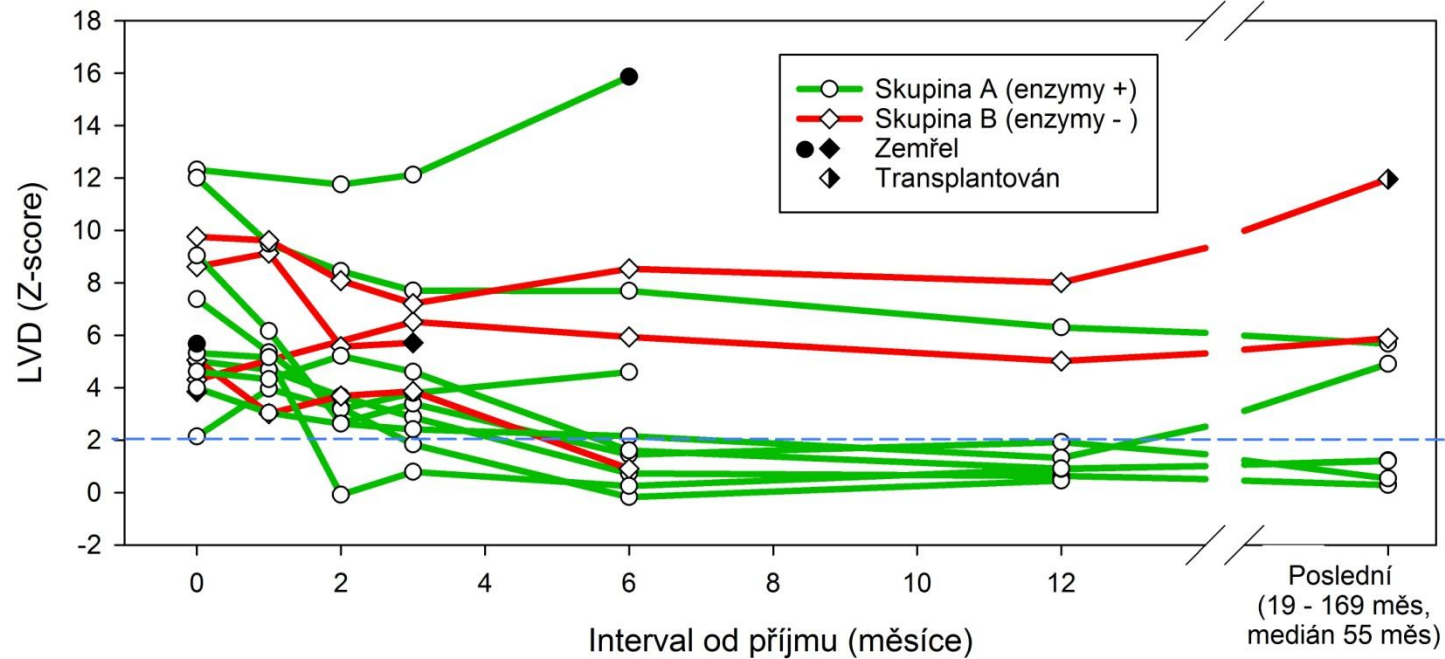 18
16
14
12
10
8
6
4
2
0
-2
LVD (Z-score)
Skupina A (enzymy +)
Skupina B (enzymy - )
Zemřel
Transplantován
0
2
4
6
8
10
12
Poslední
(19 - 169 měs,
medián 55 měs)
Interval od příjmu (měsíce)